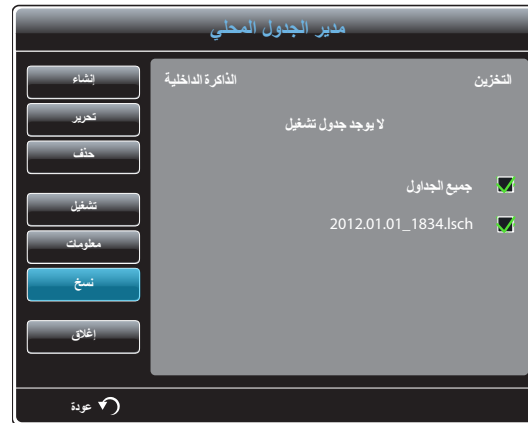 مدير الجدول المحلي
التخزين الذاكرة الداخلية
لا يوجد جدول تشغيل
جميع الجداول
2012.01.01_1834.lsch
إنشاء
تحرير
حذف
تشغيل
معلومات
نسخ
إغلاق
عودة